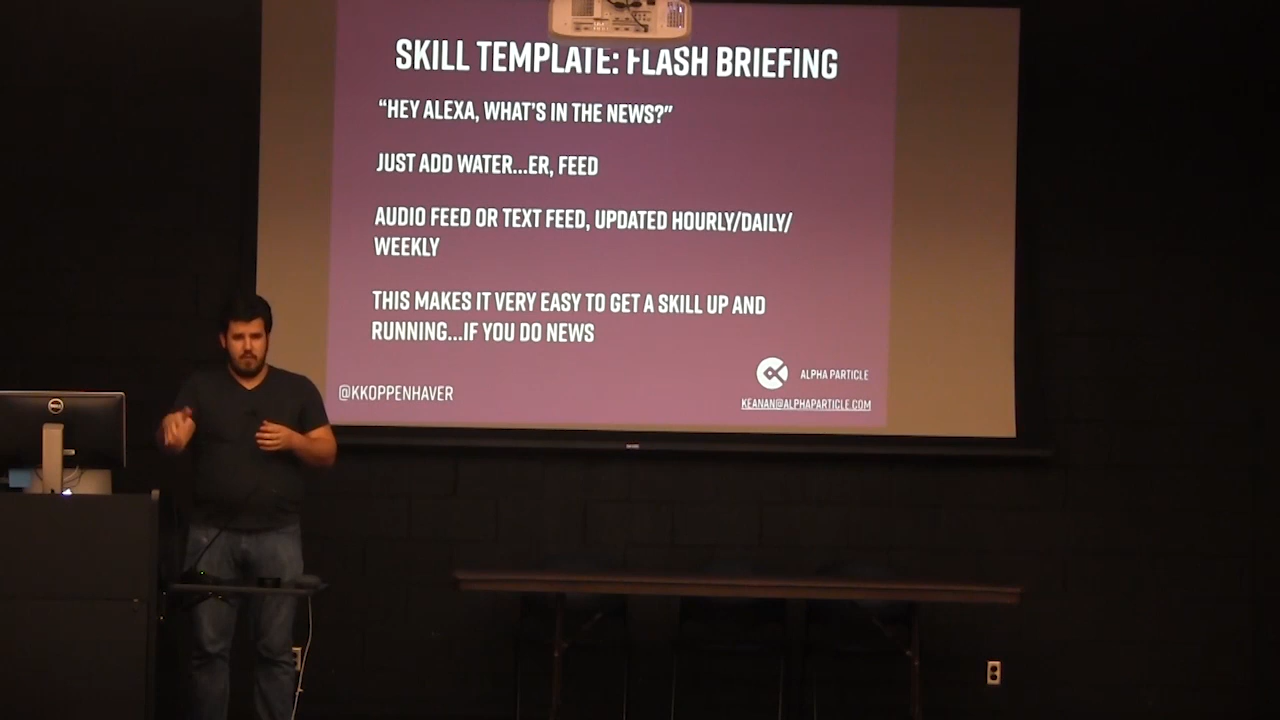 SKILL TEMPLATE: FLASH BRIEFING
“HEY ALEXA, WHAT’S IN THE NEWS?”
JUST ADD WATER...ER, FEED
AUDIO FEED OR TEXT FEED, UPDATED HOURLY/DAILY/
WEEKLY
THIS MAKES IT VERY EASY TO GET A SKILL UP AND
RUNNING...IF YOU DO NEWS
@KKOPPENHAVER
ALPHA PARTICLE
KEANAN@ALPHAPARTICLE.COM
DELL